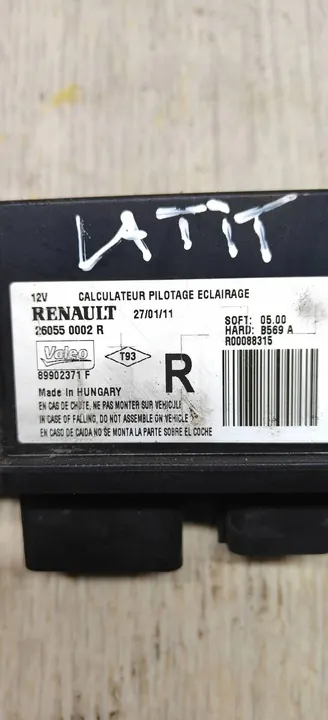 LATIT
12V CALCULATEUR PILOTAGE ECLAIRAGE
RENAULT 27/01/11
26055 0002 R
SOFT: 05.00
HARD: B569 A
R00088315
Valeo
T93
R
89902371 F
Made in HUNGARY
EN CAS DE CHUTE, NE PAS MONTER SUR VEHICULE
IN CASE OF FALLING, DO NOT ASSEMBLE ON VEHICLE
EN CASO DE CAIDA NO SE MONTA LA PARTE SOBRE EL COCHE